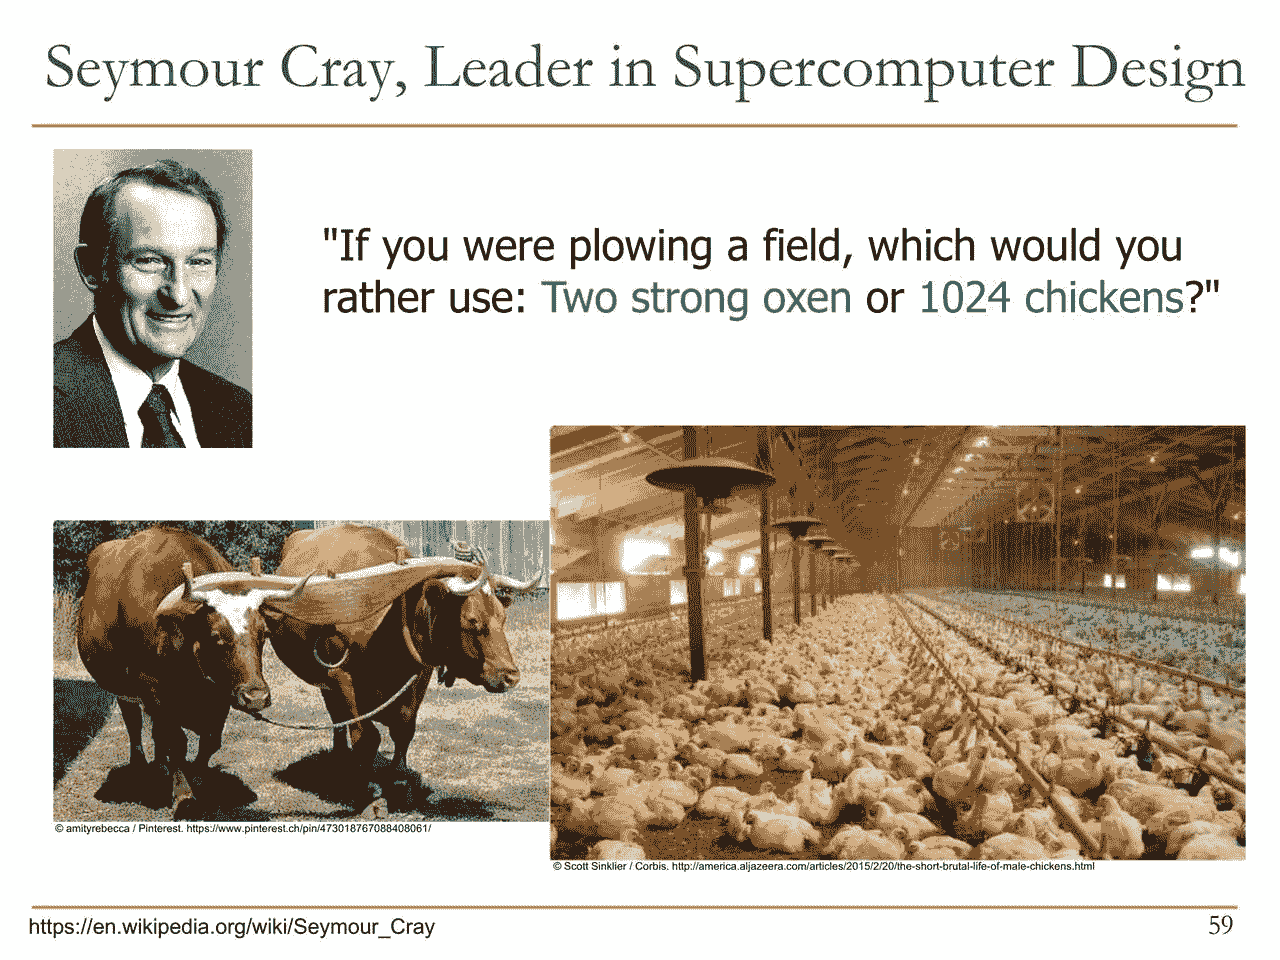 Seymour Cray, Leader in Supercomputer Design
"If you were plowing a field, which would you
rather use: Two strong oxen or 1024 chickens?"
© amityrebecca / Pinterest. https://www.pinterest.ch/pin/473018767088408061/
© Scott Sinklier / Corbis. http://america.aljazeera.com/articles/2015/2/20/the-short-brutal-life-of-male-chickens.html
https://en.wikipedia.org/wiki/Seymour_Cray
59